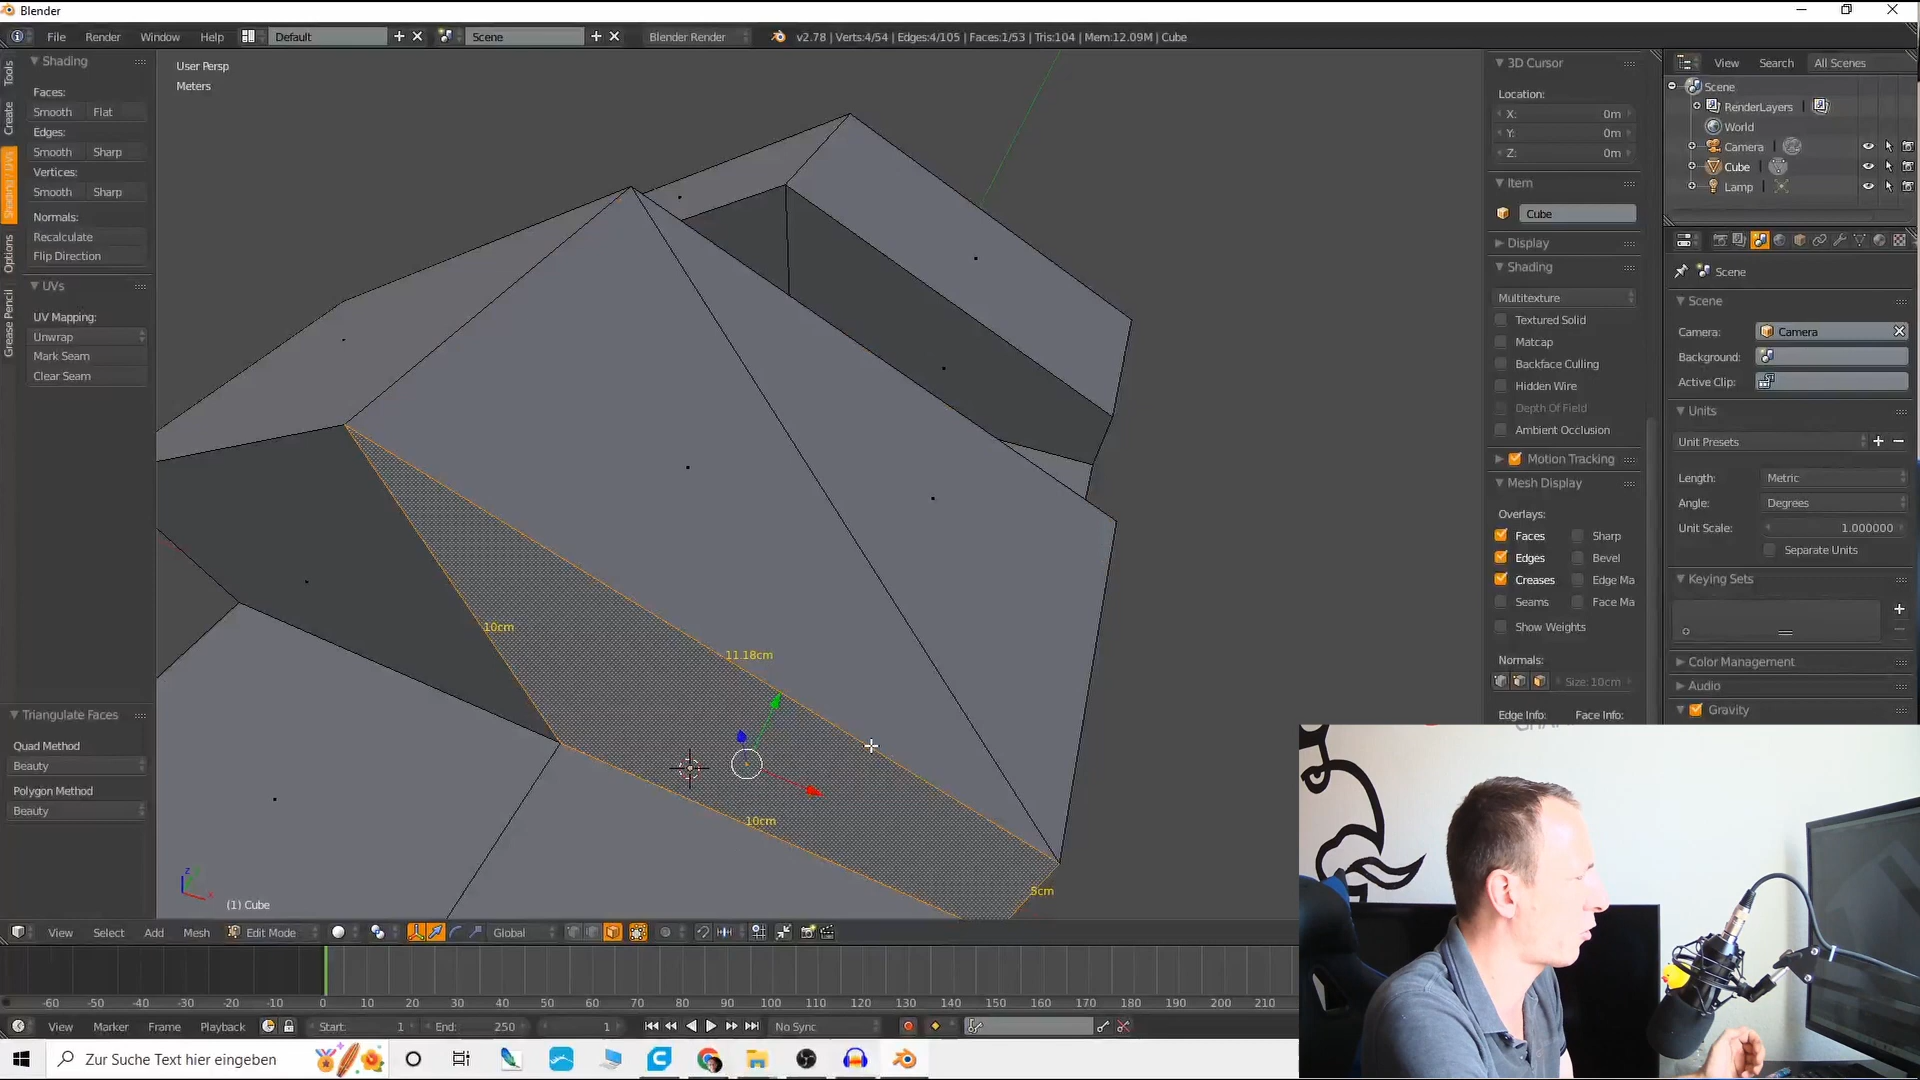 Blender
File Render Window Help Default Scene Blender Render v2.78 | Verts:4/54 | Edges:4/105 | Faces:1/53 | Tris:104 | Mem:12.09M | Cube
Tools
Create
Shading / UVs
Options
Grease Pencil
Shading
Faces:
Smooth Flat
Edges:
Smooth Sharp
Vertices:
Smooth Sharp
Normals:
Recalculate
Flip Direction
UVs
UV Mapping:
Unwrap
Mark Seam
Clear Seam
Triangulate Faces
Quad Method
Beauty
Polygon Method
Beauty
User Persp
Meters
10cm
11.18cm
10cm
5cm
(1) Cube
3D Cursor
Location:
X: 0m
Y: 0m
Z: 0m
Item
Cube
Display
Shading
Multitexture
Textured Solid
Matcap
Backface Culling
Hidden Wire
Depth Of Field
Ambient Occlusion
Motion Tracking
Mesh Display
Overlays:
Faces Sharp
Edges Bevel
Creases Edge Ma
Seams Face Ma
Show Weights
Normals:
Size: 10cm
Edge Info: Face Info:
View Search All Scenes
Scene
RenderLayers
World
Camera
Cube
Lamp
Scene
Scene
Camera: Camera
Background:
Active Clip:
Units
Unit Presets
Length: Metric
Angle: Degrees
Unit Scale: 1.000000
Separate Units
Keying Sets
Color Management
Audio
Gravity
View Select Add Mesh Edit Mode Global
-60 -50 -40 -30 -20 -10 0 10 20 30 40 50 60 70 80 90 100 110 120 130 140 150 160 170 180 190 200 210
View Marker Frame Playback Start: 1 End: 250 1 No Sync
Zur Suche Text hier eingeben